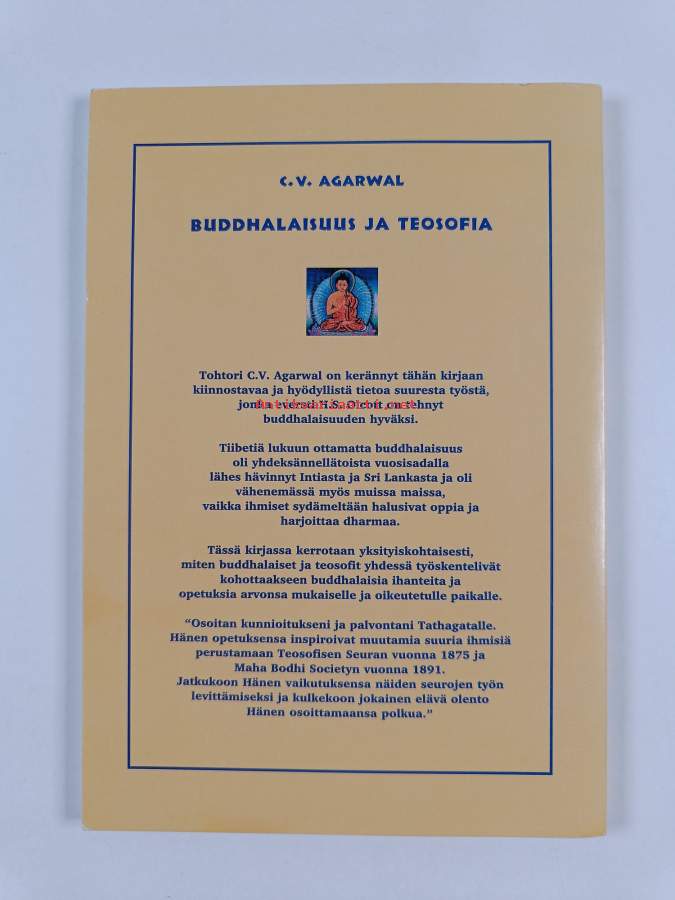 C.V. AGARWAL
BUDDHALAISUUS JA TEOSOFIA
Tohtori C.V. Agarwal on kerännyt tähän kirjaan
kiinnostavaa ja hyödyllistä tietoa suuresta työstä,
jonka eversti H.S. Olcott on tehnyt
Antikvariaatti.net
buddhalaisuuden hyväksi.
Tiibetiä lukuun ottamatta buddhalaisuus
oli yhdeksännellätoista vuosisadalla
lähes hävinnyt Intiasta ja Sri Lankasta ja oli
vähenemässä myös muissa maissa,
vaikka ihmiset sydämeltään halusivat oppia ja
harjoittaa dharmaa.
Tässä kirjassa kerrotaan yksityiskohtaisesti,
miten buddhalaiset ja teosofit yhdessä työskentelivät
kohottaakseen buddhalaisia ihanteita ja
opetuksia arvonsa mukaiselle ja oikeutetulle paikalle.
“Osoitan kunnioitukseni ja palvontani Tathagatalle.
Hänen opetuksensa inspiroivat muutamia suuria ihmisiä
perustamaan Teosofisen Seuran vuonna 1875 ja
Maha Bodhi Societyn vuonna 1891.
Jatkukoon Hänen vaikutuksensa näiden seurojen työn
levittämiseksi ja kulkekoon jokainen elävä olento
Hänen osoittamaansa polkua.”